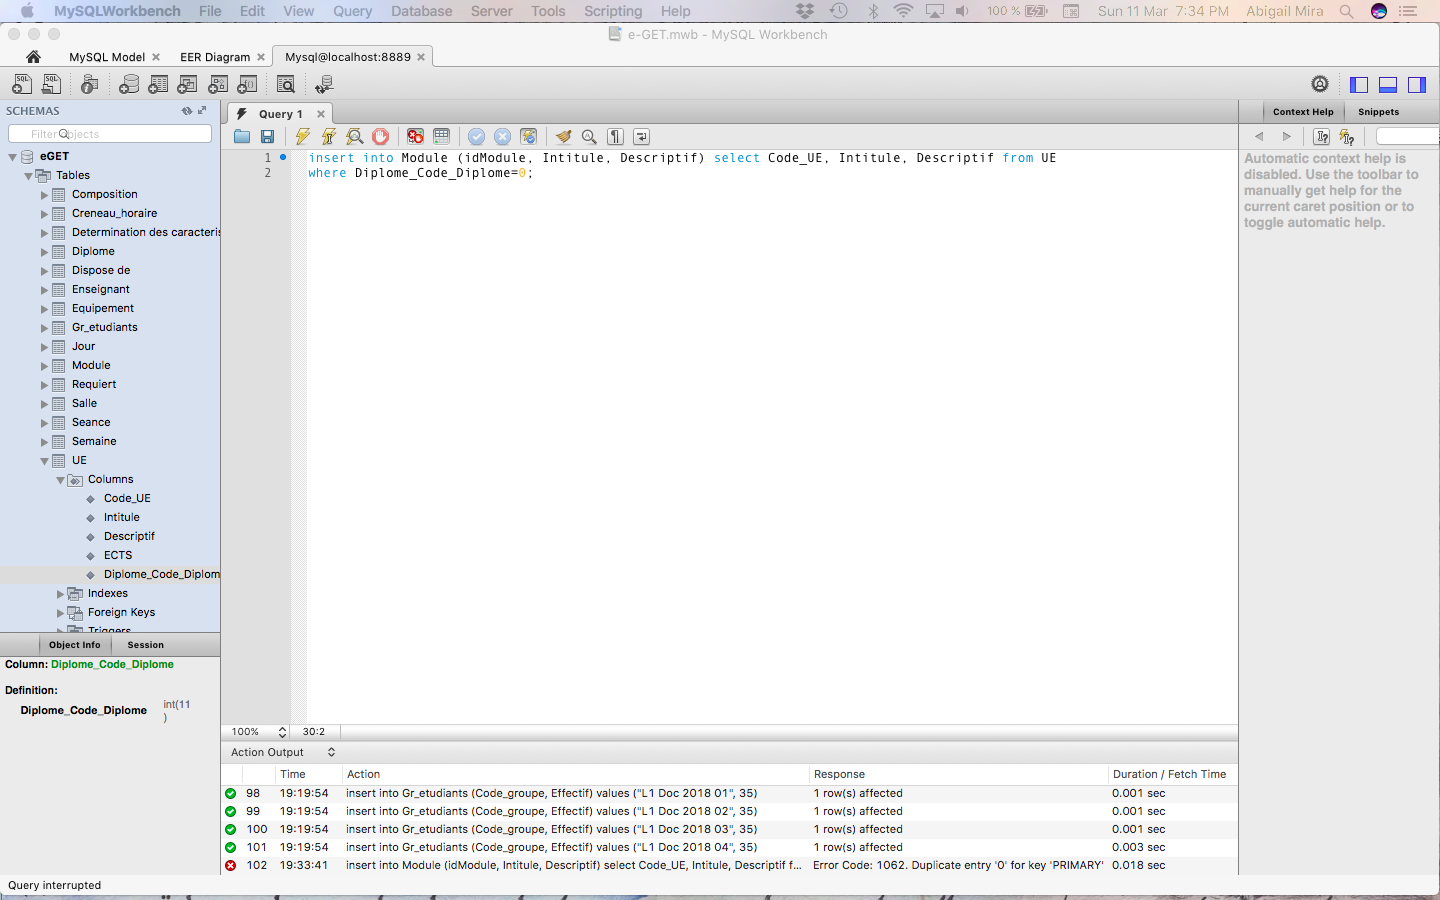 MySQLWorkbench File Edit View Query Database Server Tools Scripting Help 100 % Sun 11 Mar 7:34 PM Abigail Mira
e-GET.mwb - MySQL Workbench
MySQL Model EER Diagram Mysql@localhost:8889
SCHEMAS
Filter objects
eGET
Tables
Composition
Creneau_horaire
Determination des caracteris
Diplome
Dispose de
Enseignant
Equipement
Gr_etudiants
Jour
Module
Requiert
Salle
Seance
Semaine
UE
Columns
Code_UE
Intitule
Descriptif
ECTS
Diplome_Code_Diplom
Indexes
Foreign Keys
Triggers
Object Info Session
Column: Diplome_Code_Diplome
Definition:
Diplome_Code_Diplome int(11
)
Query 1
1 insert into Module (idModule, Intitule, Descriptif) select Code_UE, Intitule, Descriptif from UE
2 where Diplome_Code_Diplome=0;
100% 30:2
Action Output
Time Action Response Duration / Fetch Time
98 19:19:54 insert into Gr_etudiants (Code_groupe, Effectif) values ("L1 Doc 2018 01", 35) 1 row(s) affected 0.001 sec
99 19:19:54 insert into Gr_etudiants (Code_groupe, Effectif) values ("L1 Doc 2018 02", 35) 1 row(s) affected 0.001 sec
100 19:19:54 insert into Gr_etudiants (Code_groupe, Effectif) values ("L1 Doc 2018 03", 35) 1 row(s) affected 0.001 sec
101 19:19:54 insert into Gr_etudiants (Code_groupe, Effectif) values ("L1 Doc 2018 04", 35) 1 row(s) affected 0.003 sec
102 19:33:41 insert into Module (idModule, Intitule, Descriptif) select Code_UE, Intitule, Descriptif f... Error Code: 1062. Duplicate entry '0' for key 'PRIMARY' 0.018 sec
Context Help Snippets
Automatic context help is
disabled. Use the toolbar to
manually get help for the
current caret position or to
toggle automatic help.
Query interrupted